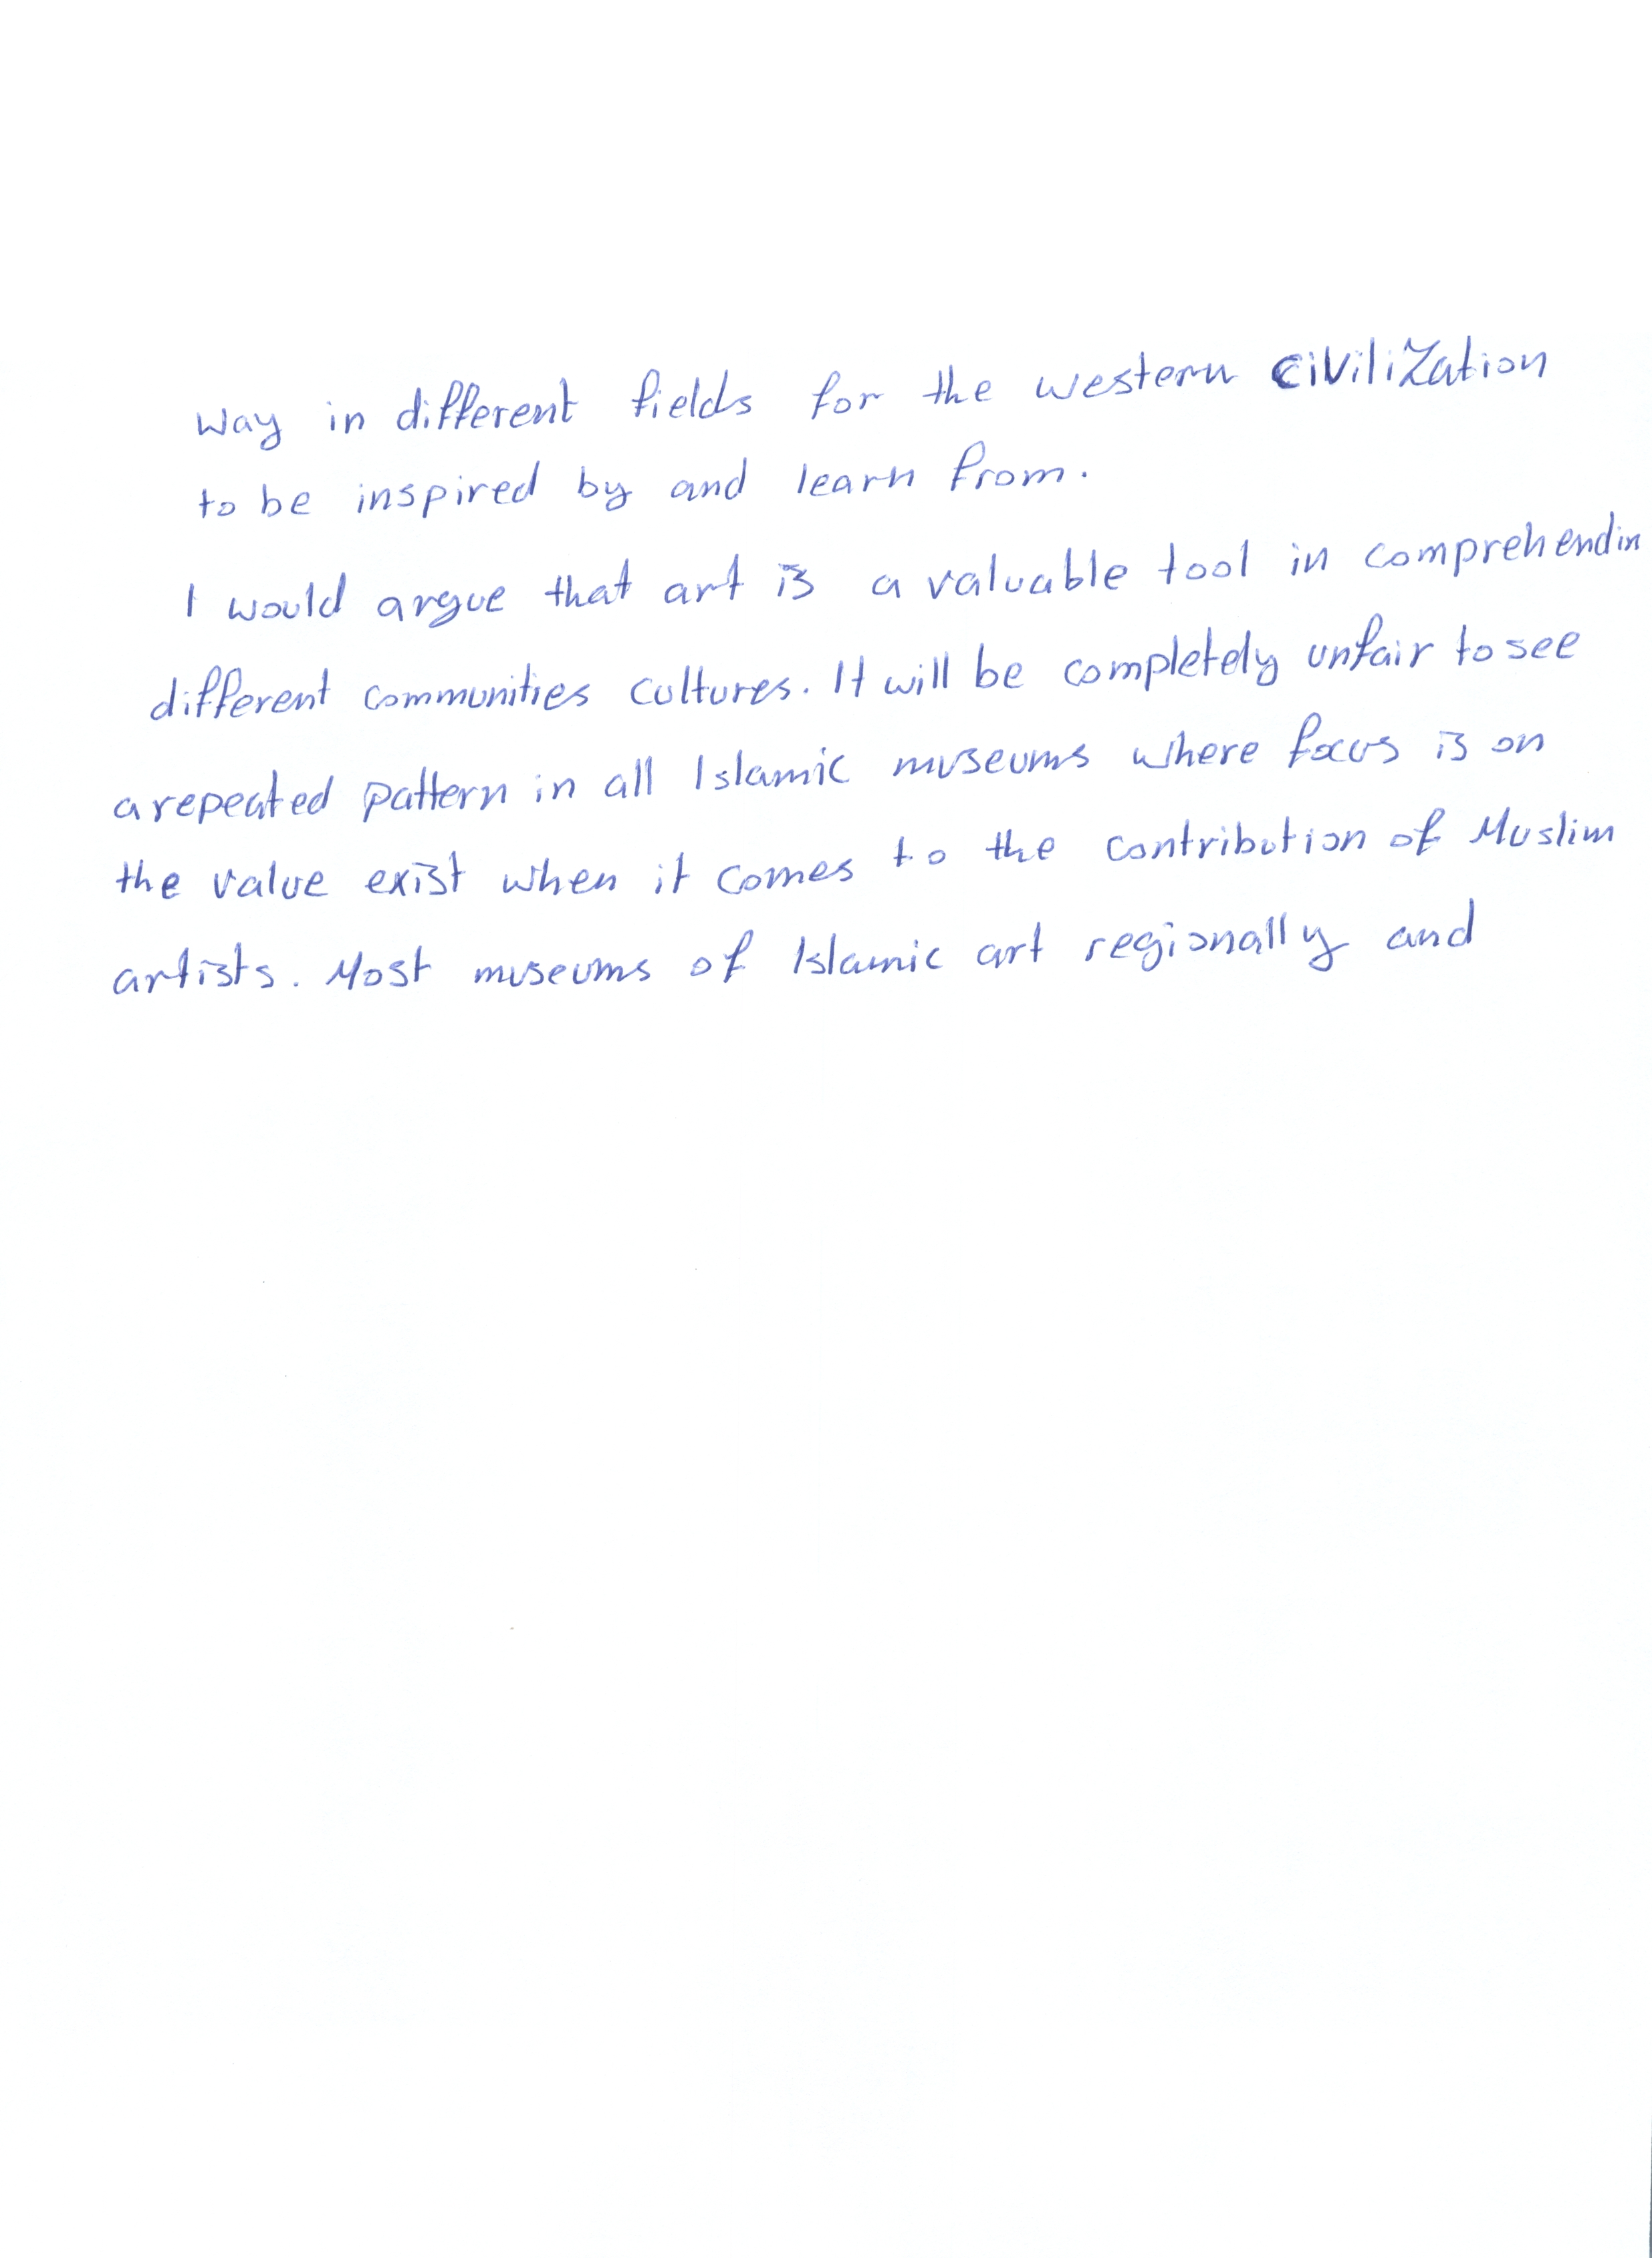 Way in different fields for the western civilization
to be inspired by and learn from.
I would argue that art is a valuable tool in comprehendin
different communities cultures. It will be completely unfair to see
a repeated pattern in all Islamic museums where focus is on
the value exist when it comes to the contribution of Muslim
artists. Most museums of Islamic art regionally and